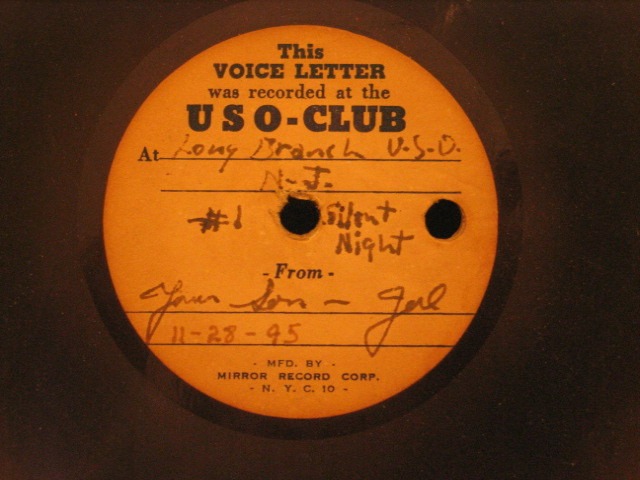 This
VOICE LETTER
was recorded at the
USO-CLUB
At Long Branch U.S.O.
N-J.
#1 Silent
Night
- From -
Your Son -
11-28-45
- MFD. BY -
MIRROR RECORD CORP.
- N. Y. C. 10 -